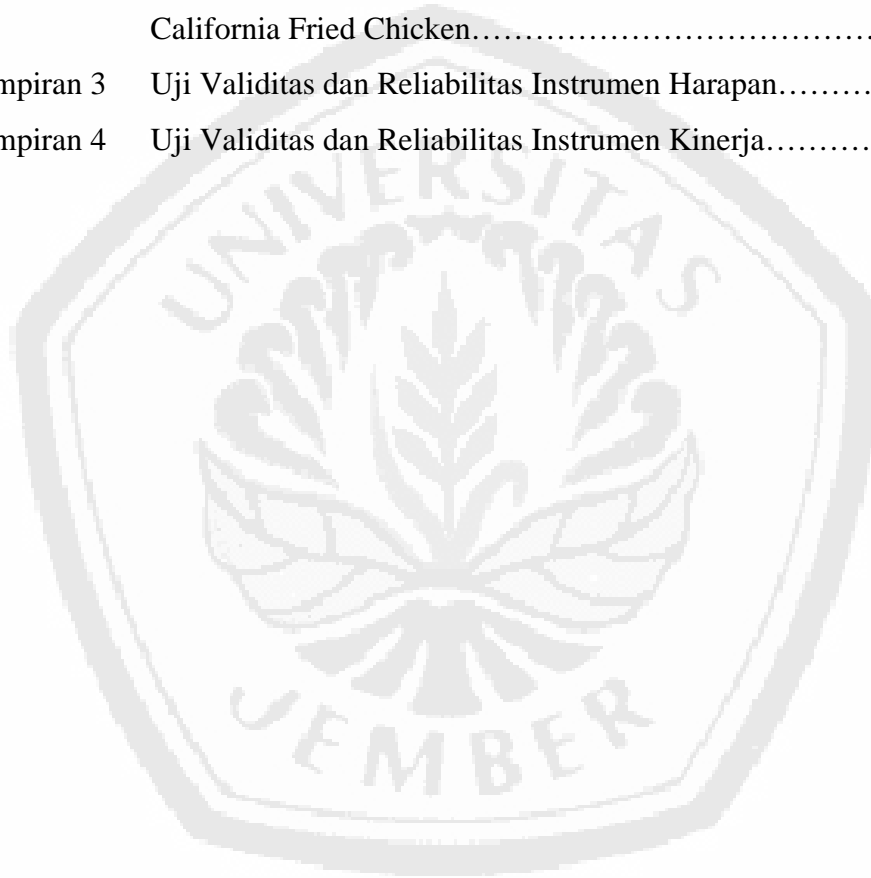 California Fried Chicken……………………………………
mpiran 3 Uji Validitas dan Reliabilitas Instrumen Harapan………
mpiran 4 Uji Validitas dan Reliabilitas Instrumen Kinerja…………
UNIVERSITAS
JEMBER